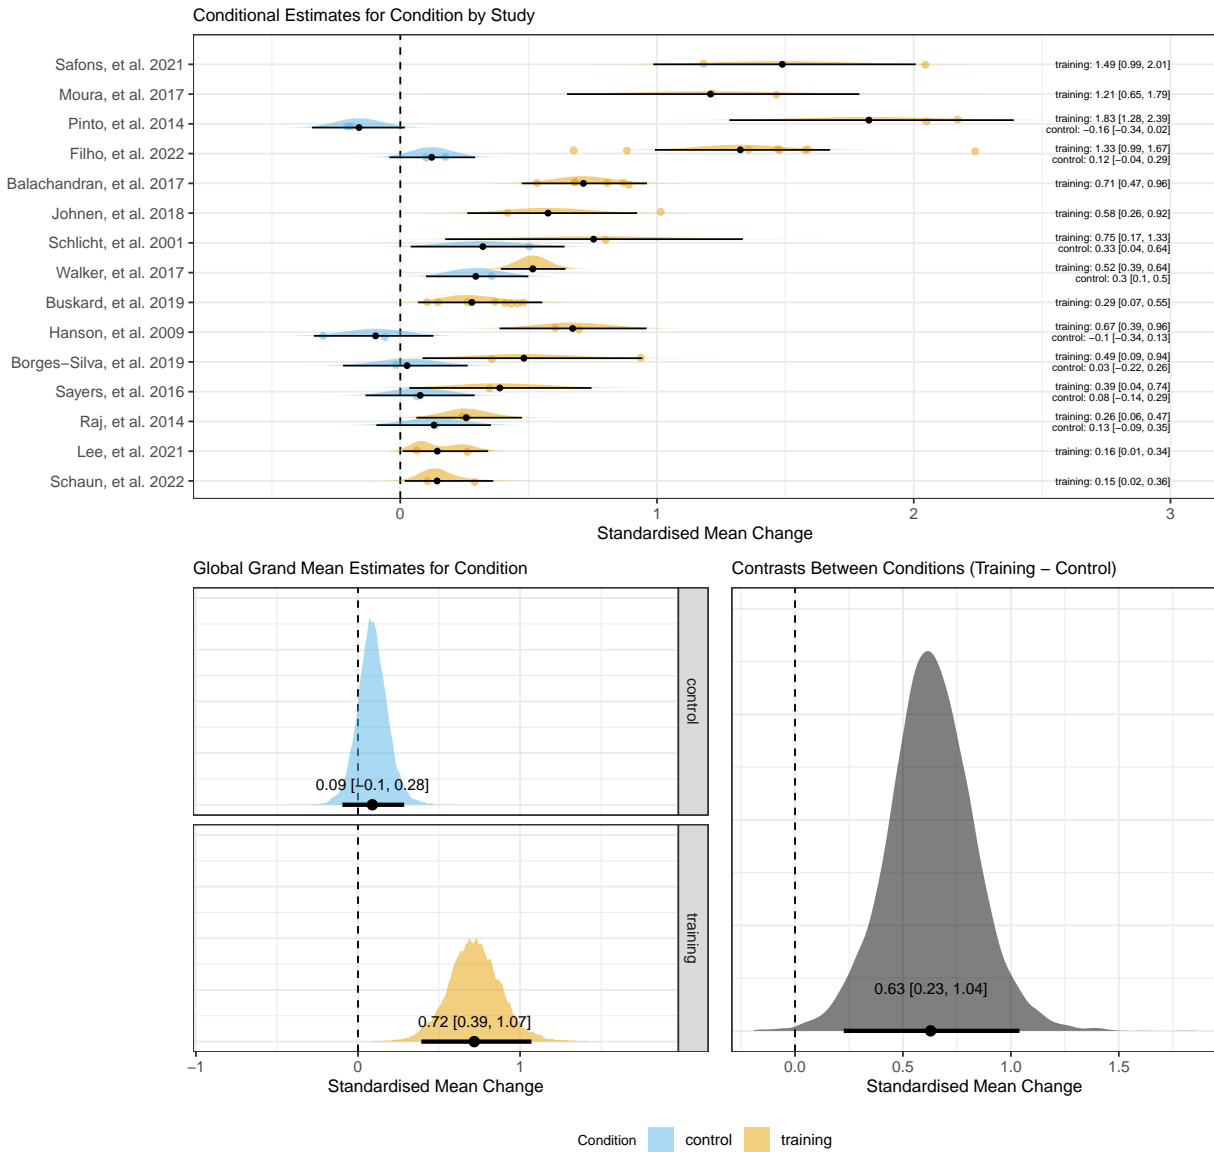 Conditional Estimates for Condition by Study
Safons, et al. 2021
training: 1.49 [0.99, 2.01]
Moura, et al. 2017
training: 1.21 [0.65, 1.79]
Pinto, et al. 2014
training: 1.83 [1.28, 2.39]
control: −0.16 [−0.34, 0.02]
Filho, et al. 2022
training: 1.33 [0.99, 1.67]
control: 0.12 [−0.04, 0.29]
Balachandran, et al. 2017
training: 0.71 [0.47, 0.96]
Johnen, et al. 2018
training: 0.58 [0.26, 0.92]
Schlicht, et al. 2001
training: 0.75 [0.17, 1.33]
control: 0.33 [0.04, 0.64]
Walker, et al. 2017
training: 0.52 [0.39, 0.64]
control: 0.3 [0.1, 0.5]
Buskard, et al. 2019
training: 0.29 [0.07, 0.55]
Hanson, et al. 2009
training: 0.67 [0.39, 0.96]
control: −0.1 [−0.34, 0.13]
Borges−Silva, et al. 2019
training: 0.49 [0.09, 0.94]
control: 0.03 [−0.22, 0.26]
Sayers, et al. 2016
training: 0.39 [0.04, 0.74]
control: 0.08 [−0.14, 0.29]
Raj, et al. 2014
training: 0.26 [0.06, 0.47]
control: 0.13 [−0.09, 0.35]
Lee, et al. 2021
training: 0.16 [0.01, 0.34]
Schaun, et al. 2022
training: 0.15 [0.02, 0.36]
0 1 2 3
Standardised Mean Change
Global Grand Mean Estimates for Condition
control
0.09 [−0.1, 0.28]
training
0.72 [0.39, 1.07]
−1 0 1
Standardised Mean Change
Contrasts Between Conditions (Training − Control)
0.63 [0.23, 1.04]
0.0 0.5 1.0 1.5
Standardised Mean Change
Condition control training